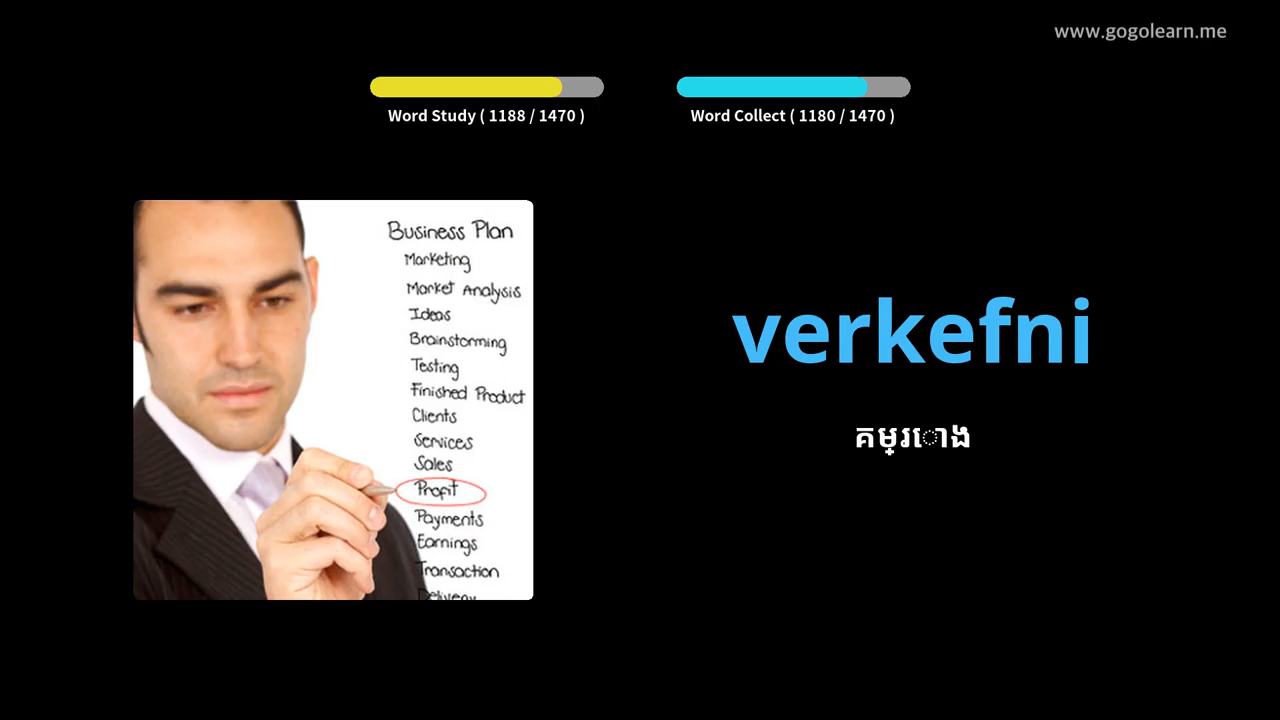 www.gogolearn.me
Word Study ( 1188 / 1470 )
Word Collect ( 1180 / 1470 )
Business Plan
Marketing
Market Analysis
Ideas
Brainstorming
Testing
Finished Product
Clients
Services
Sales
Profit
Payments
Earnings
Transaction
Delivery
verkefni
គម្រោង